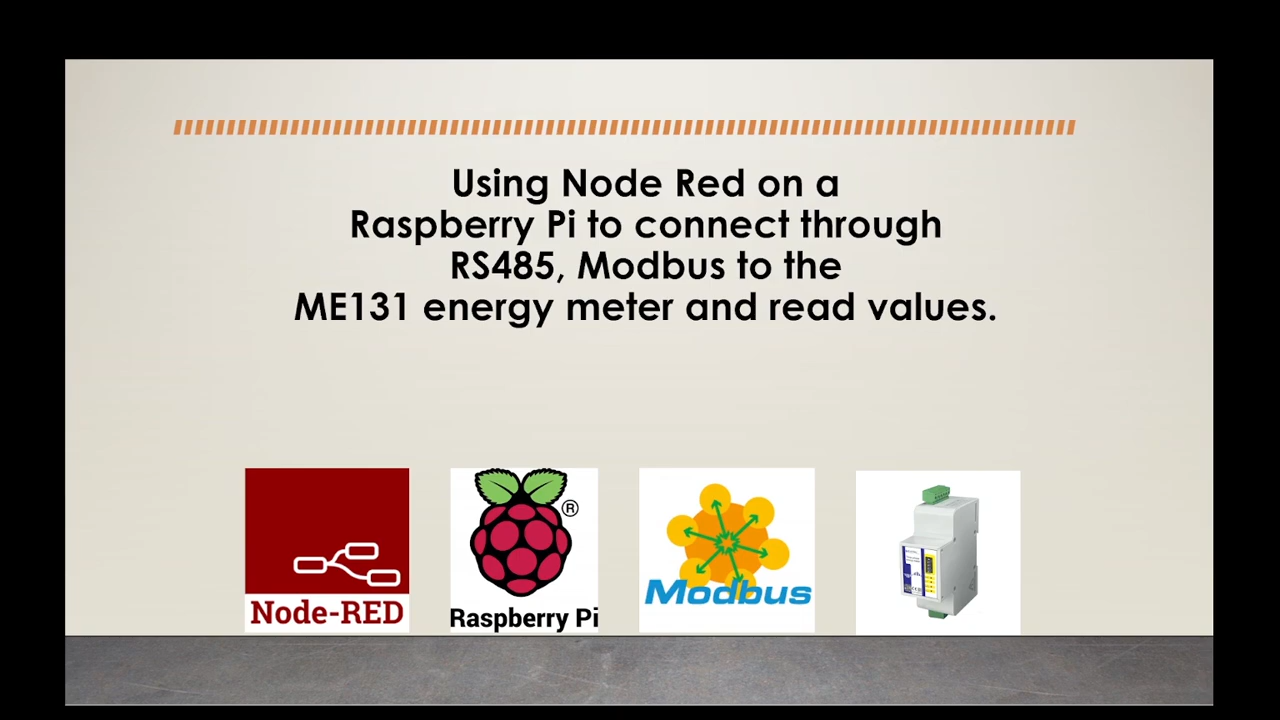 Using Node Red on a
Raspberry Pi to connect through
RS485, Modbus to the
ME131 energy meter and read values.
Node-RED
Raspberry Pi
®
Modbus